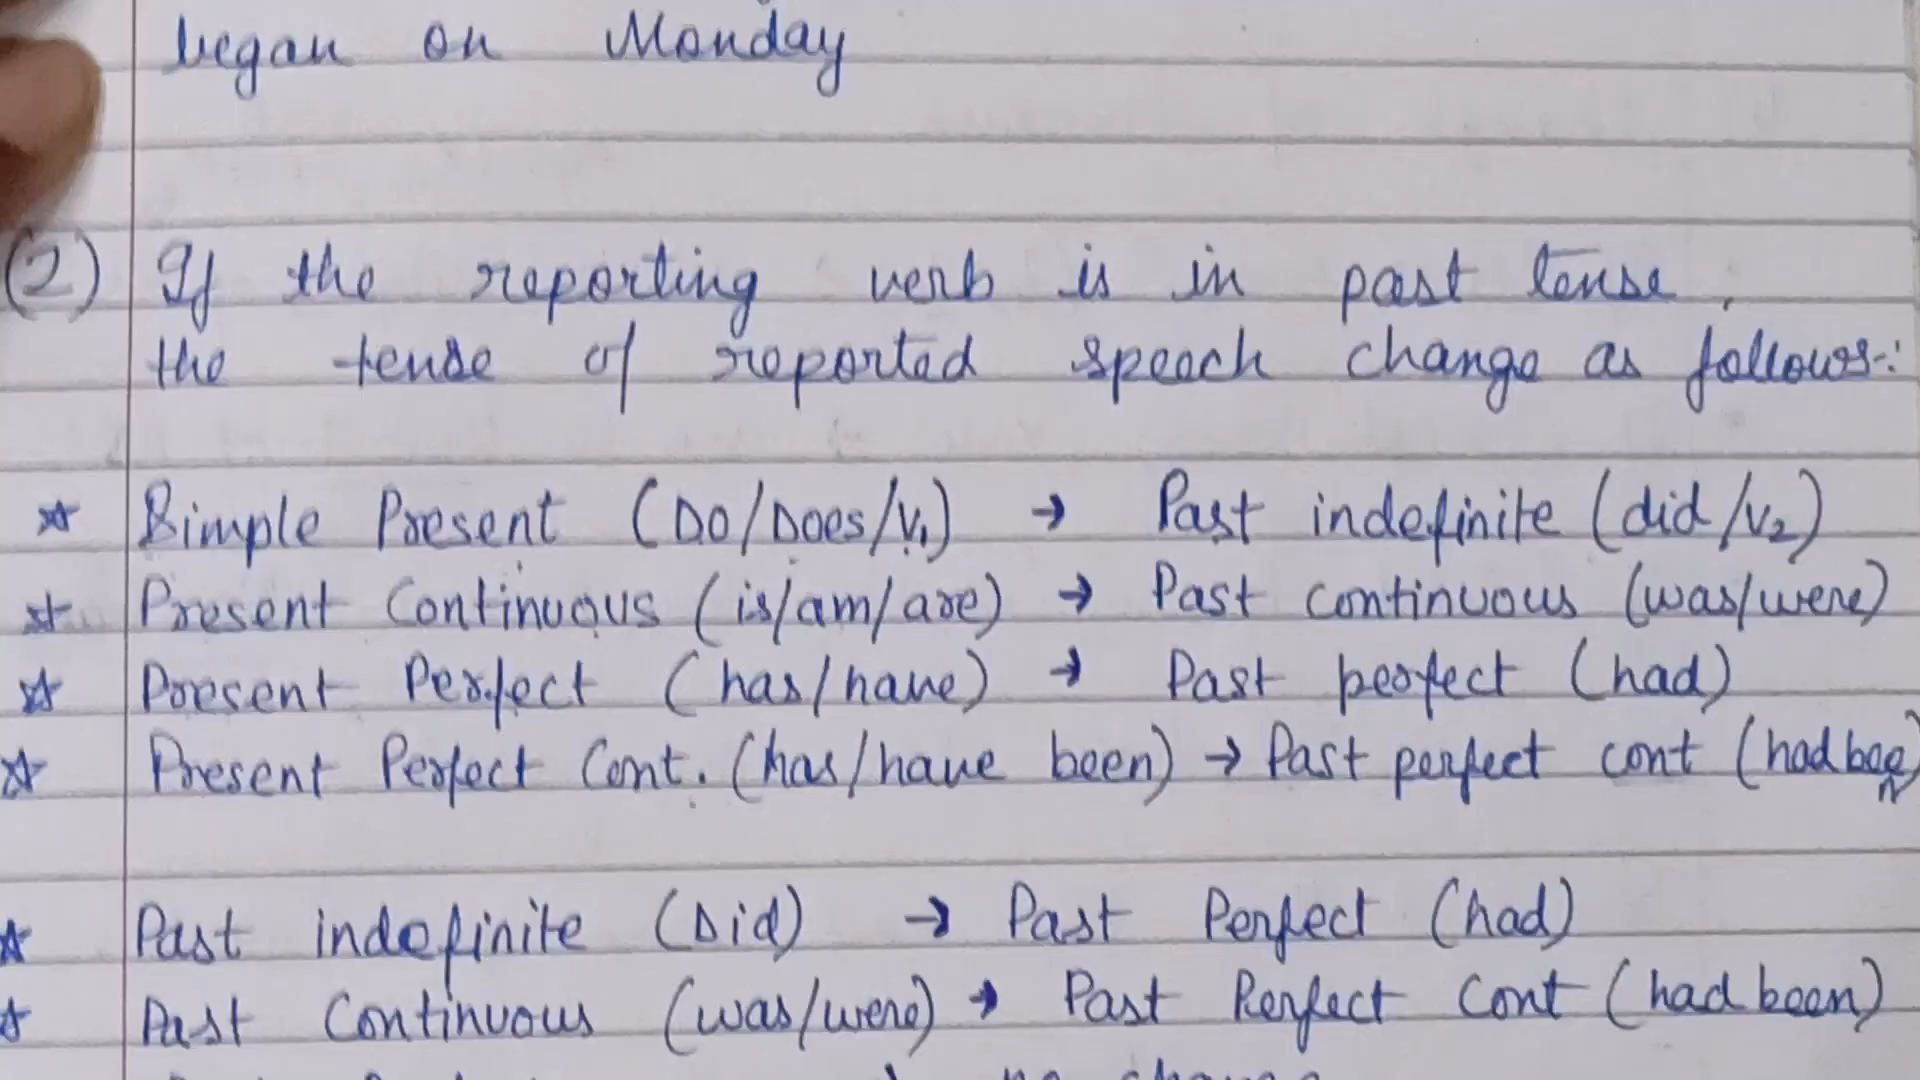 began on Monday
(2) If the reporting verb is in past tense,
the tense of reported speech change as follows:
☆ Simple Present (Do/Does/V₁) → Past indefinite (did/V₂)
☆ Present Continuous (is/am/are) → Past continuous (was/were)
☆ Present Perfect (has/have) → Past perfect (had)
☆ Present Perfect Cont. (has/have been) → Past perfect cont (had been)
☆ Past indefinite (Did) → Past Perfect (had)
☆ Past Continuous (was/were) → Past Perfect Cont (had been)
no change